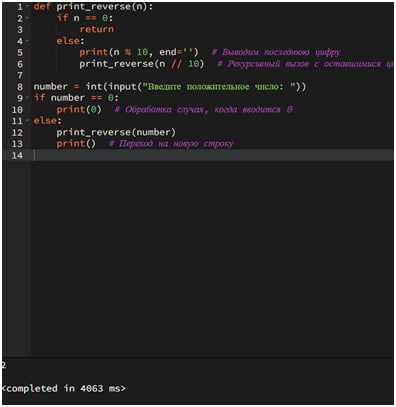 1 def print_reverse(n):
2 if n == 0:
3 return
4 else:
5 print(n % 10, end='') # Выводим последнюю цифру
6 print_reverse(n // 10) # Рекурсивный вызов с оставшимися ц
7
8 number = int(input("Введите положительное число: "))
9 if number == 0:
10 print(0) # Обработка случая, когда вводится 0
11 else:
12 print_reverse(number)
13 print() # Переход на новую строку
14
2
<completed in 4063 ms>